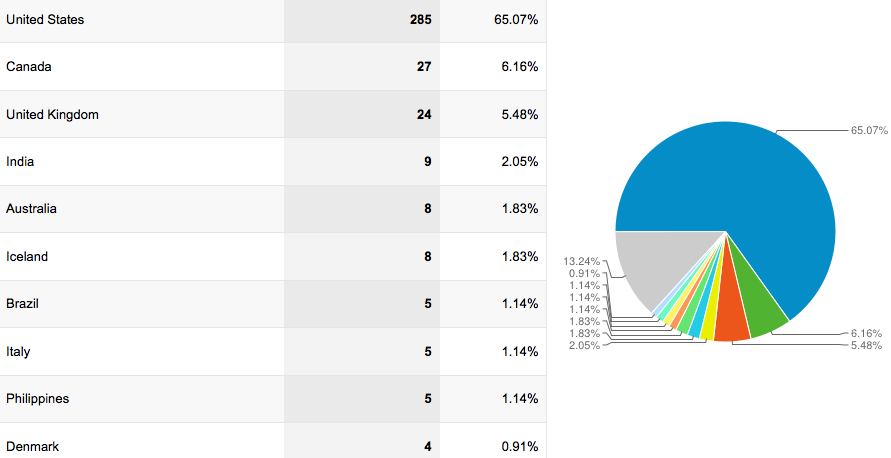 United States 285 65.07%
Canada 27 6.16%
United Kingdom 24 5.48%
India 9 2.05%
Australia 8 1.83%
Iceland 8 1.83%
Brazil 5 1.14%
Italy 5 1.14%
Philippines 5 1.14%
Denmark 4 0.91%
65.07%
13.24%
0.91%
1.14%
1.14%
1.14%
1.83%
1.83%
2.05%
6.16%
5.48%